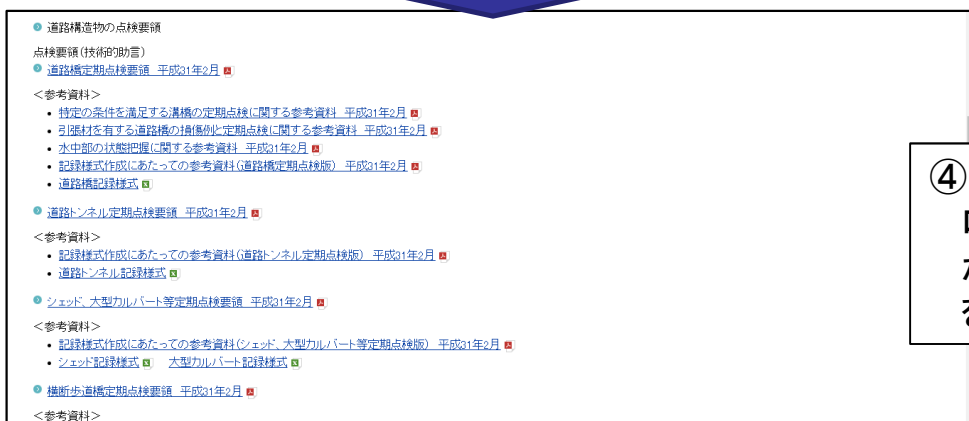 道路構造物の点検要領
点検要領(技術的助言)
道路橋定期点検要領 平成31年2月
<参考資料>
• 特定の条件を満足する溝橋の定期点検に関する参考資料 平成31年2月
• 引張材を有する道路橋の損傷例と定期点検に関する参考資料 平成31年2月
• 水中部の状態把握に関する参考資料 平成31年2月
• 記録様式作成にあたっての参考資料(道路橋定期点検版) 平成31年2月
• 道路橋記録様式
道路トンネル定期点検要領 平成31年2月
<参考資料>
• 記録様式作成にあたっての参考資料(道路トンネル定期点検版) 平成31年2月
• 道路トンネル記録様式
シェッド、大型カルバート等定期点検要領 平成31年2月
<参考資料>
• 記録様式作成にあたっての参考資料(シェッド、大型カルバート等定期点検版) 平成31年2月
• シェッド記録様式 大型カルバート記録様式
横断歩道橋定期点検要領 平成31年2月
<参考資料>
④